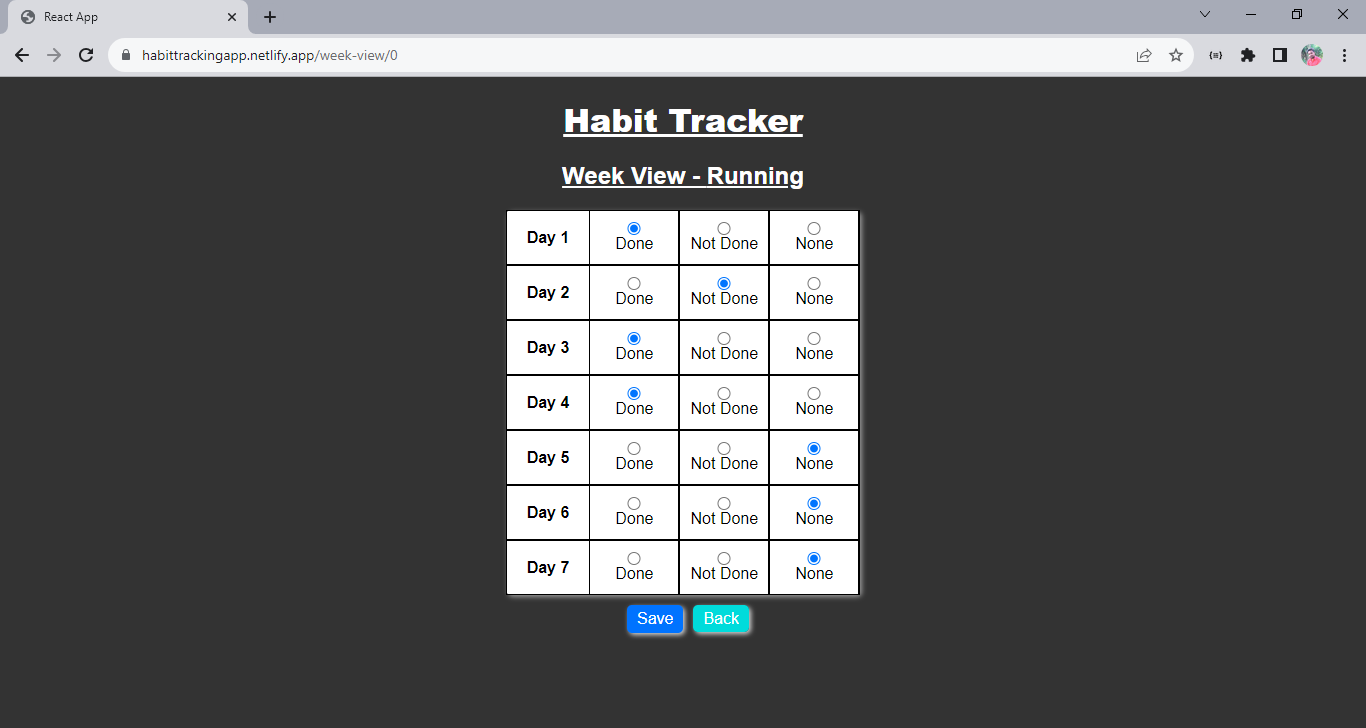 React App
habittrackingapp.netlify.app/week-view/0
Habit Tracker
Week View - Running
Day 1 Done Not Done None
Day 2 Done Not Done None
Day 3 Done Not Done None
Day 4 Done Not Done None
Day 5 Done Not Done None
Day 6 Done Not Done None
Day 7 Done Not Done None
Save Back